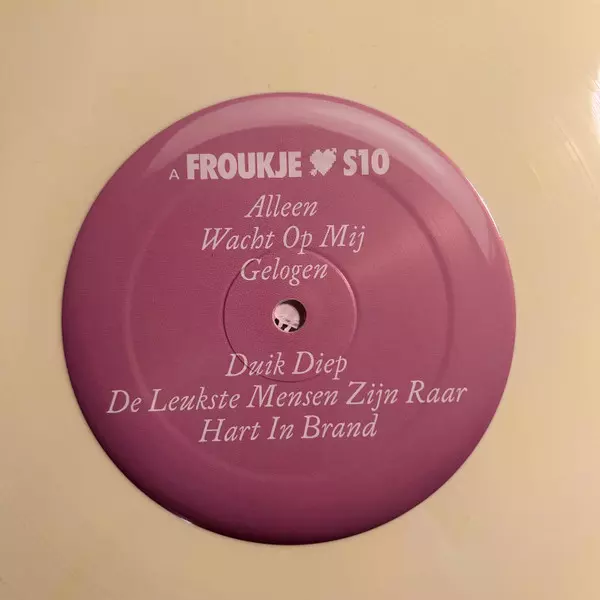 A FROUKJE 💘 S10
Alleen
Wacht Op Mij
Gelogen
Duik Diep
De Leukste Mensen Zijn Raar
Hart In Brand